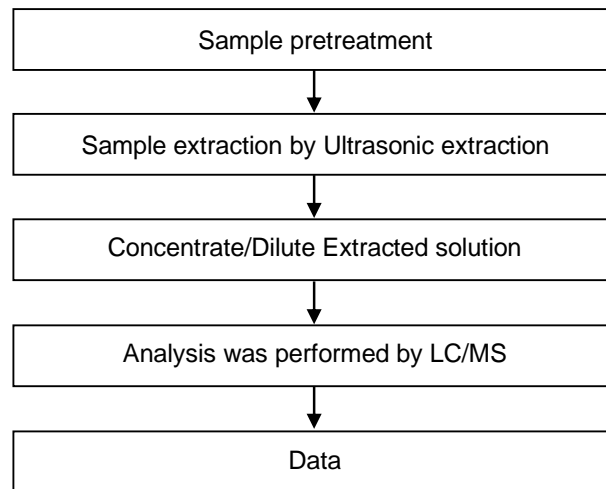 Sample pretreatment
Sample extraction by Ultrasonic extraction
Concentrate/Dilute Extracted solution
Analysis was performed by LC/MS
Data